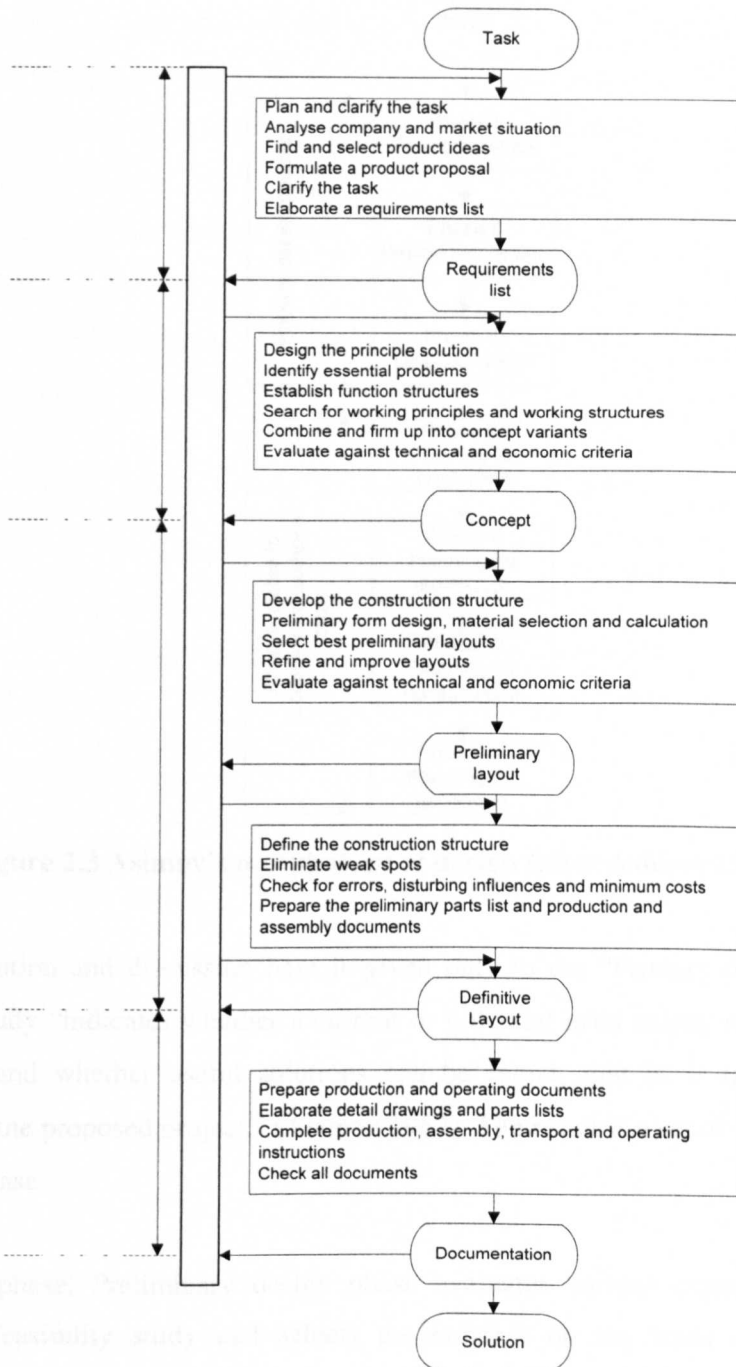 Task
Plan and clarify the task
Analyse company and market situation
Find and select product ideas
Formulate a product proposal
Clarify the task
Elaborate a requirements list
Requirements
list
Design the principle solution
Identify essential problems
Establish function structures
Search for working principles and working structures
Combine and firm up into concept variants
Evaluate against technical and economic criteria
Concept
Develop the construction structure
Preliminary form design, material selection and calculation
Select best preliminary layouts
Refine and improve layouts
Evaluate against technical and economic criteria
Preliminary
layout
Define the construction structure
Eliminate weak spots
Check for errors, disturbing influences and minimum costs
Prepare the preliminary parts list and production and
assembly documents
Definitive
Layout
Prepare production and operating documents
Elaborate detail drawings and parts lists
Complete production, assembly, transport and operating
instructions
Check all documents
Documentation
Solution